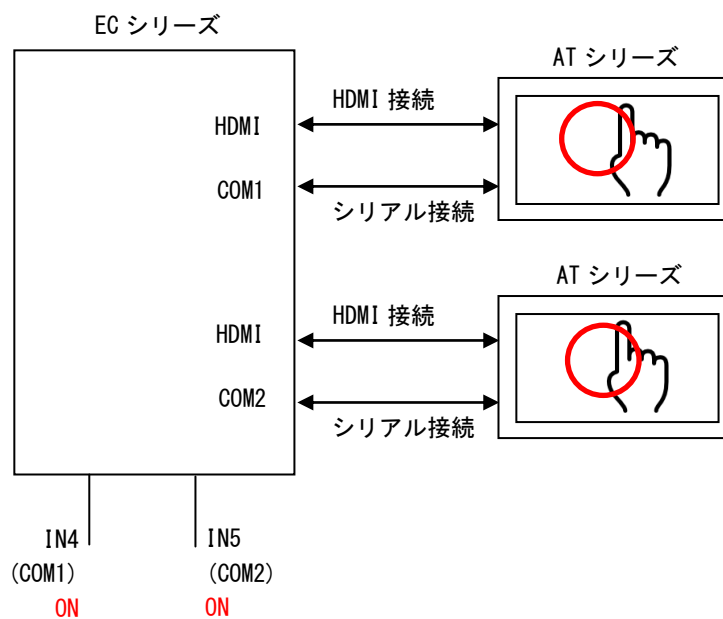 EC シリーズ
AT シリーズ
HDMI 接続
HDMI
COM1
シリアル接続
AT シリーズ
HDMI 接続
HDMI
COM2
シリアル接続
IN4
IN5
(COM1)
(COM2)
ON
ON